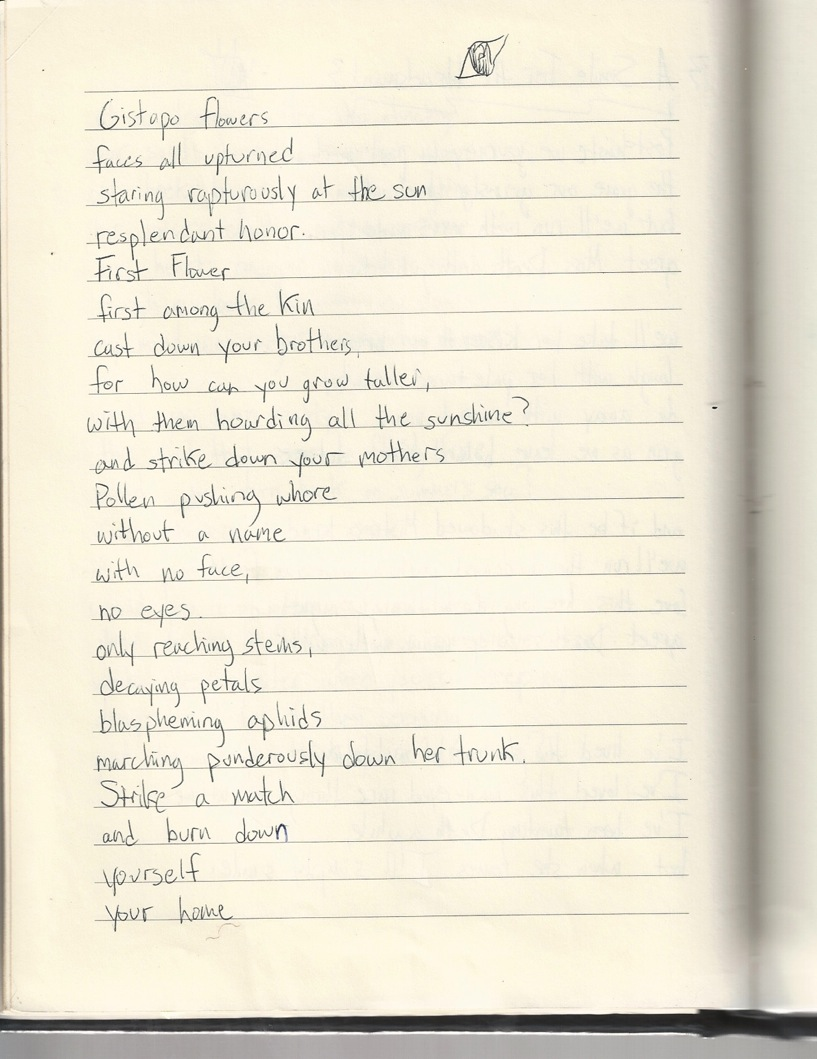 Gistopo flowers
faces all upturned
staring rapturously at the sun
resplendant honor.
First Flower
first among the Kin
cast down your brothers,
for how can you grow taller,
with them hoarding all the sunshine?
and strike down your mothers
Pollen pushing whore
without a name
with no face,
no eyes.
only reaching stems,
decaying petals
blaspheming aphids
marching punderously down her trunk.
Strike a match
and burn down
yourself
your home